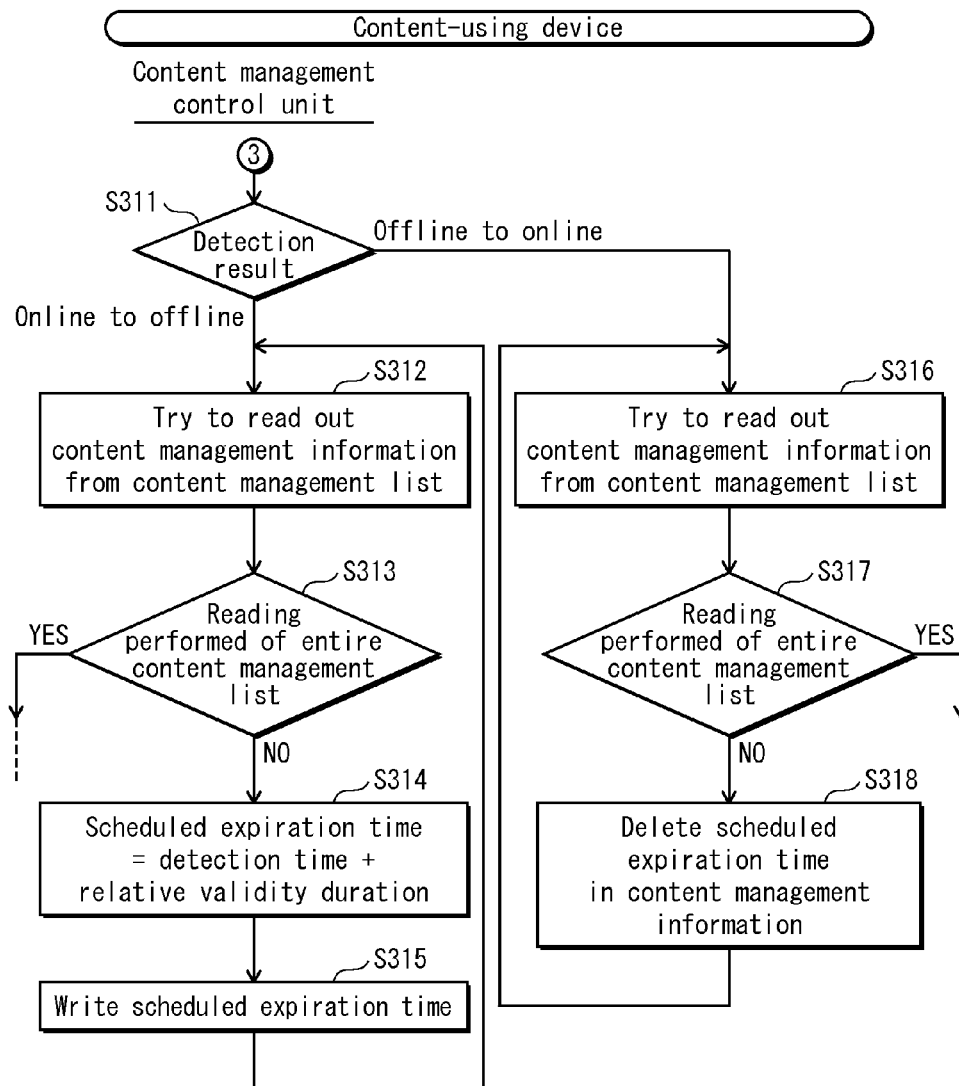 Content-using device
Content management
control unit
3
S311
Detection
result
Offline to online
Online to offline
S312
Try to read out
content management information
from content management list
S313
Reading
performed of entire
content management
list
YES
NO
S314
Scheduled expiration time
= detection time +
relative validity duration
S315
Write scheduled expiration time
S316
Try to read out
content management information
from content management list
S317
Reading
performed of entire
content management
list
YES
NO
S318
Delete scheduled
expiration time
in content management
information